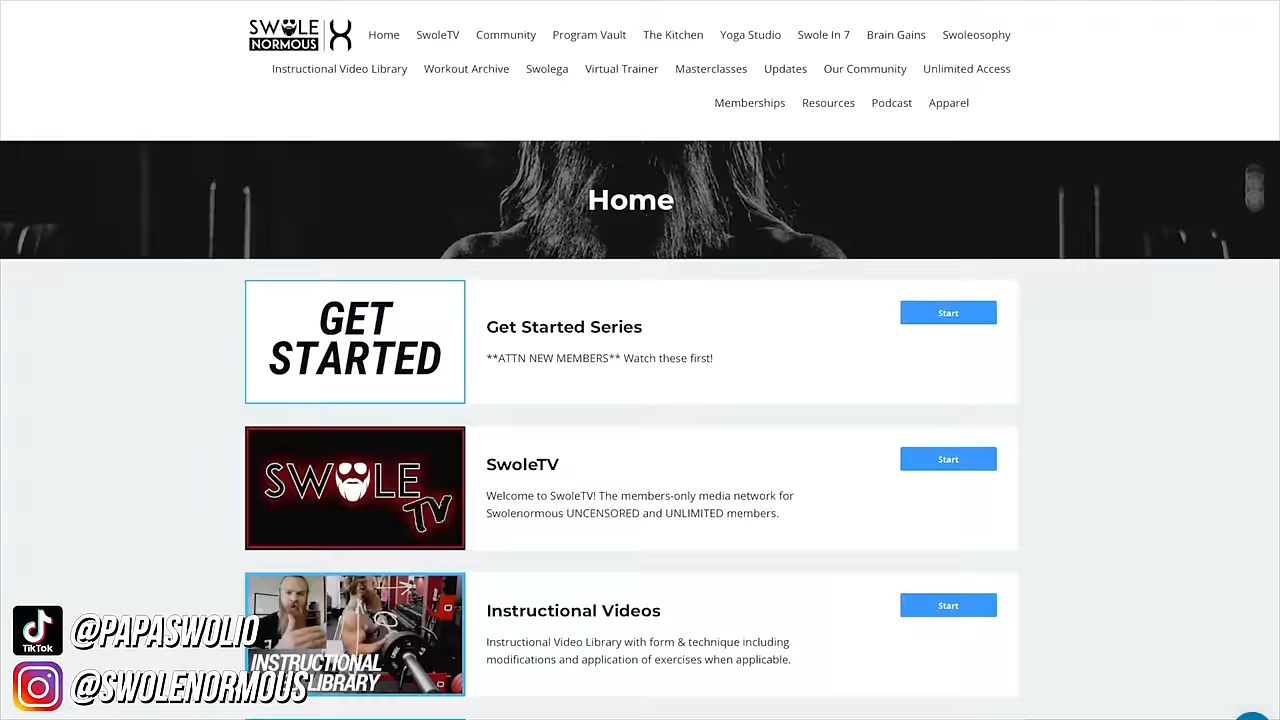 SWOLE
NORMOUS
Home SwoleTV Community Program Vault The Kitchen Yoga Studio Swole In 7 Brain Gains Swoleosophy
Instructional Video Library Workout Archive Swolega Virtual Trainer Masterclasses Updates Our Community Unlimited Access
Memberships Resources Podcast Apparel
Home
GET
STARTED
Get Started Series
**ATTN NEW MEMBERS** Watch these first!
Start
SWOLE
TV
SwoleTV
Welcome to SwoleTV! The members-only media network for
Swolenormous UNCENSORED and UNLIMITED members.
Start
INSTRUCTIONAL
LIBRARY
Instructional Videos
Instructional Video Library with form & technique including
modifications and application of exercises when applicable.
Start
TikTok
@PAPASWOLIO
@SWOLENORMOUS